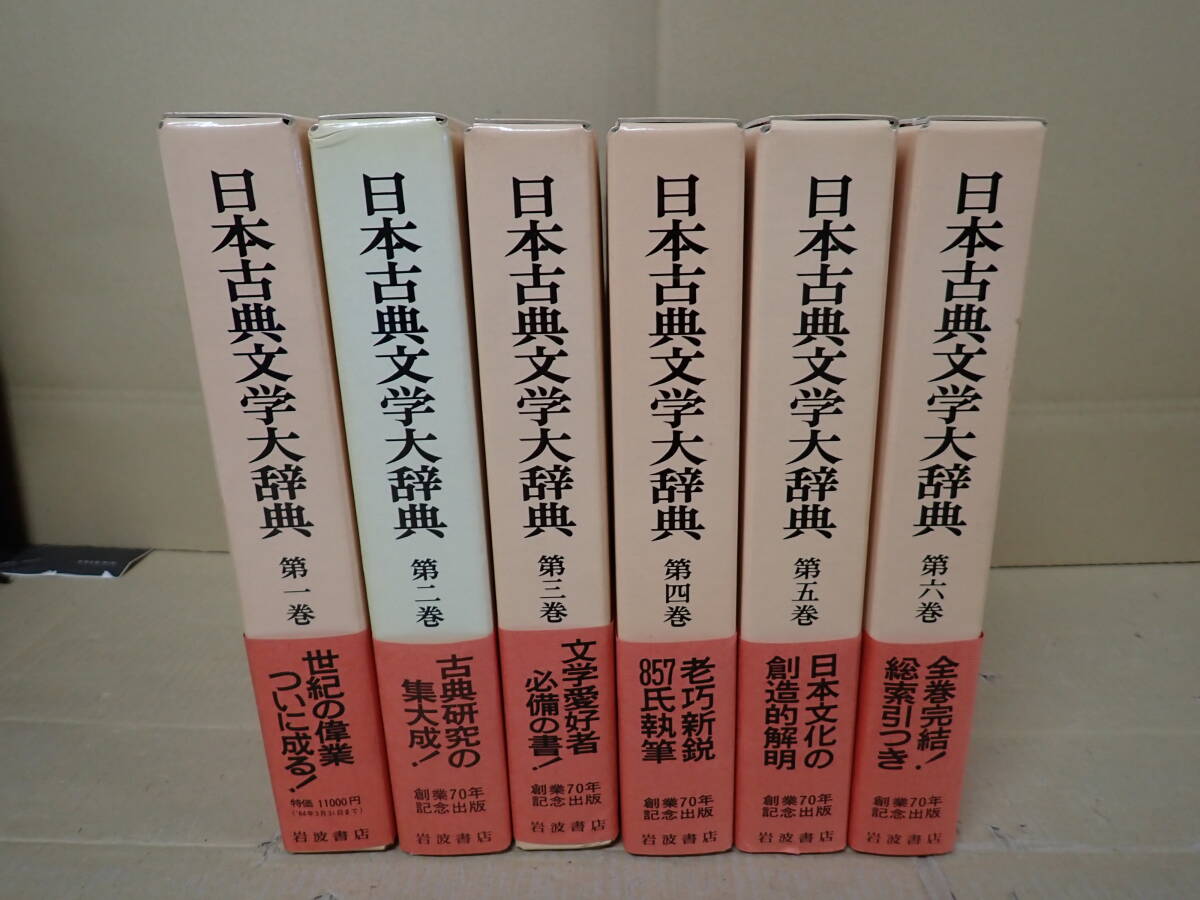 日本古典文学大辞典
第一巻
世紀の偉業
ついに成る!
特価 11000円
('84年3月31日まで)
岩波書店
日本古典文学大辞典
第二巻
古典研究の
集大成!
創業70年
記念出版
岩波書店
日本古典文学大辞典
第三巻
文学愛好者
必備の書!
創業70年
記念出版
岩波書店
日本古典文学大辞典
第四巻
老巧新鋭
857氏執筆
創業70年
記念出版
岩波書店
日本古典文学大辞典
第五巻
日本文化の
創造的解明
創業70年
記念出版
岩波書店
日本古典文学大辞典
第六巻
全巻完結!
総索引つき
創業70年
記念出版
岩波書店